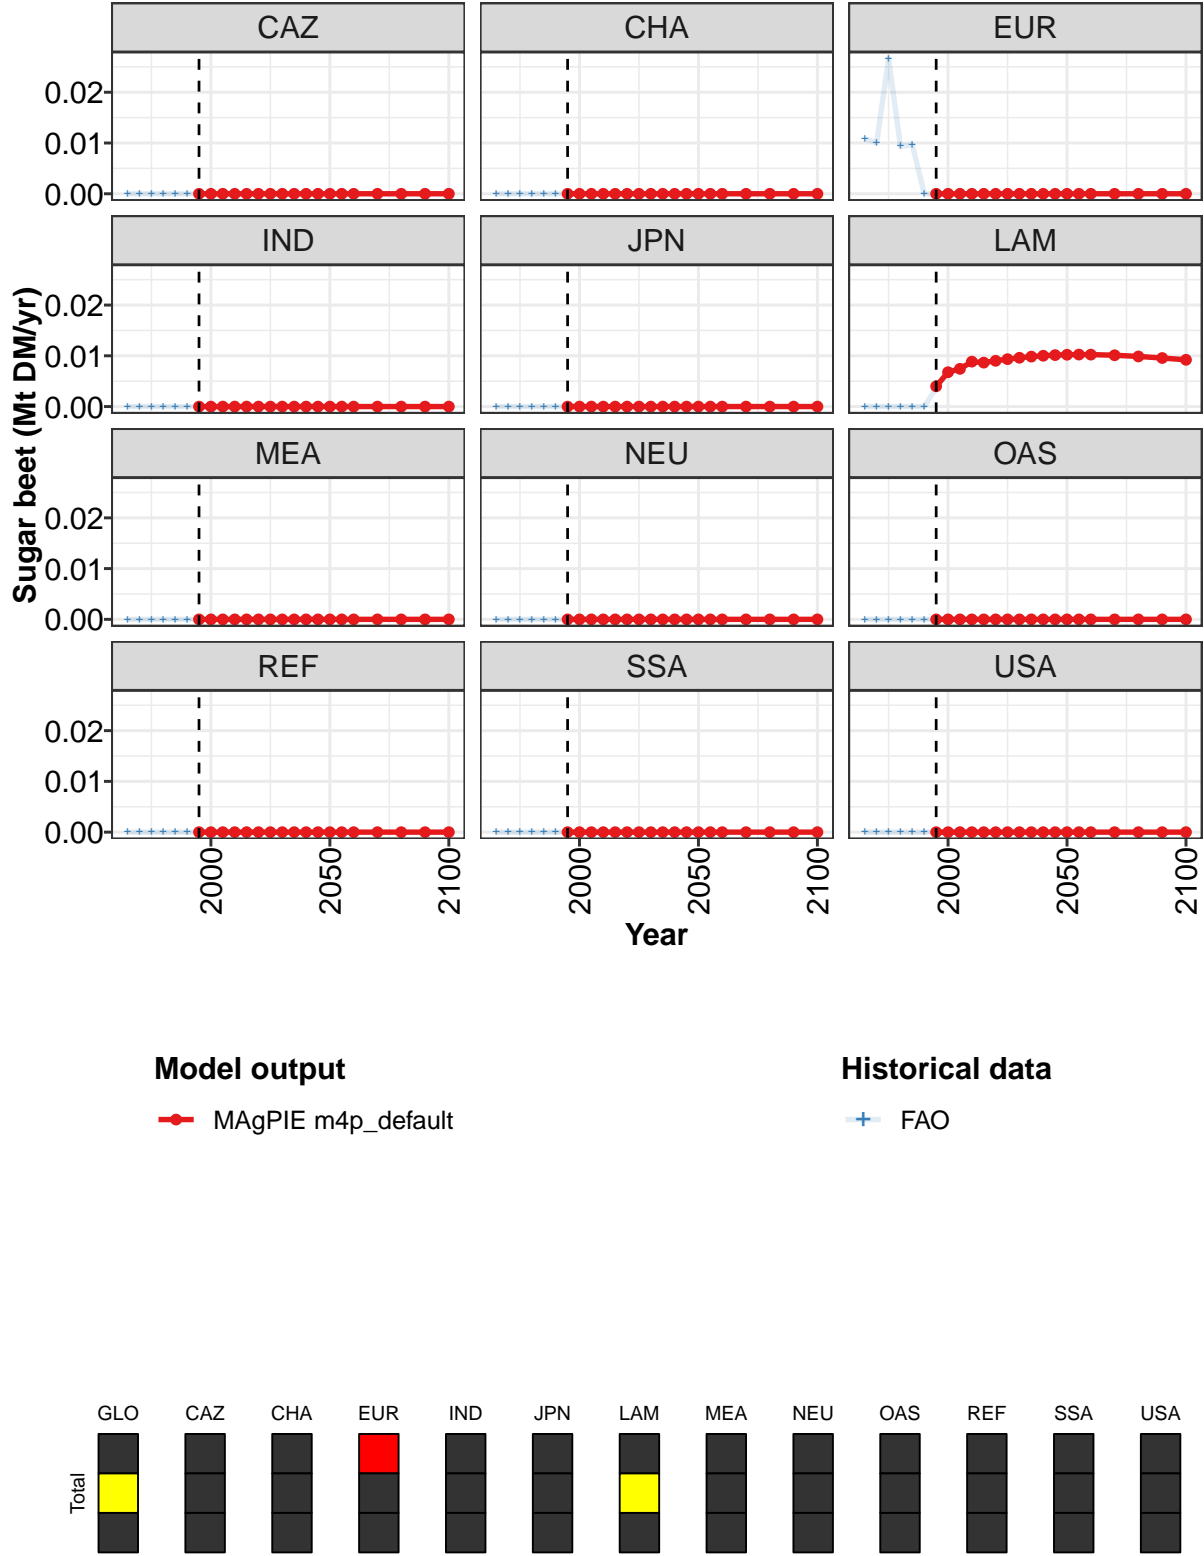 CAZ CHA EUR
0.02
0.01
0.00
IND JPN LAM
0.02
0.01
0.00
MEA NEU OAS
0.02
0.01
0.00
REF SSA USA
0.02
0.01
0.00
Sugar beet (Mt DM/yr)
2000 2050 2100 2000 2050 2100 2000 2050 2100
Year
Model output Historical data
MAgPIE m4p_default FAO
GLO CAZ CHA EUR IND JPN LAM MEA NEU OAS REF SSA USA
Total